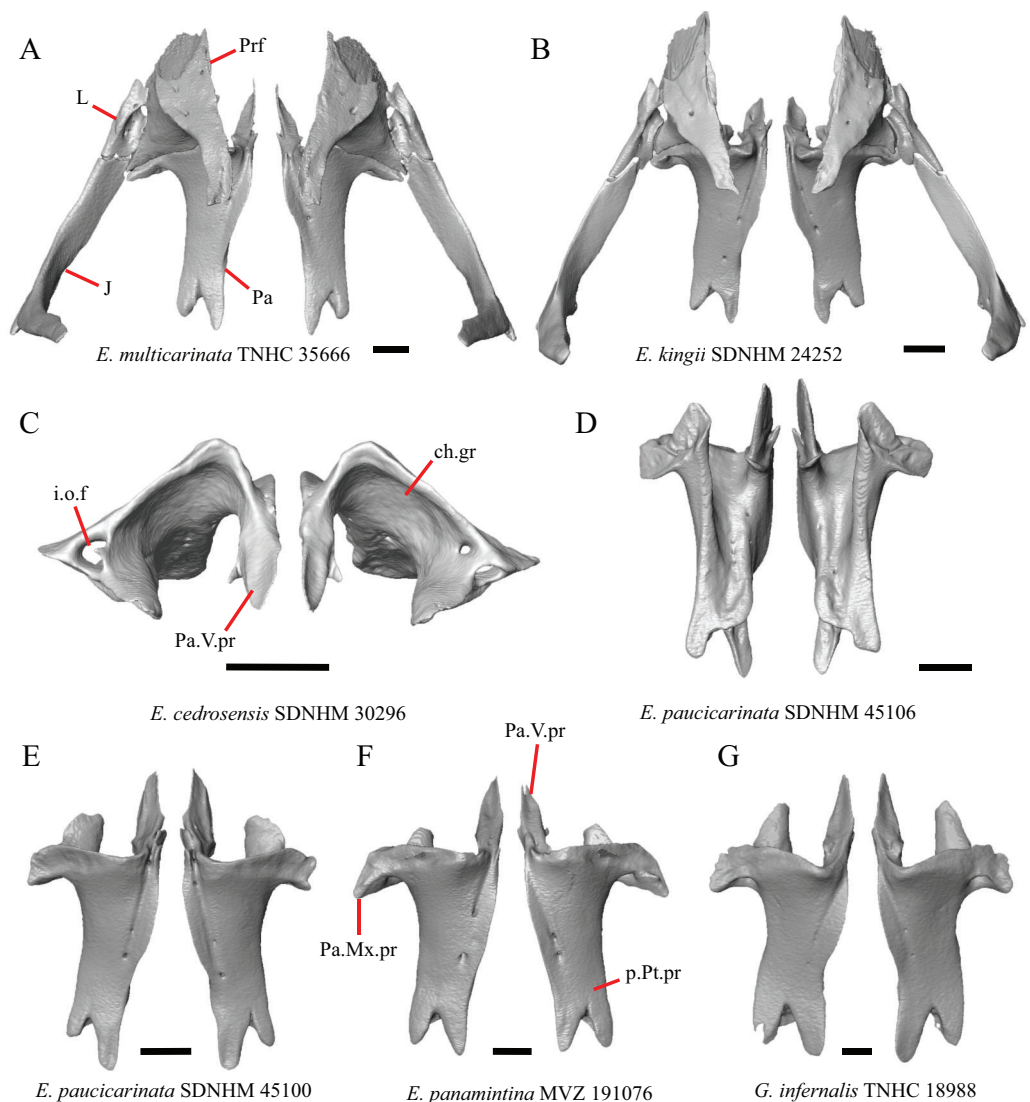 A
Prf
L
J
Pa
E. multicarinata TNHC 35666
B
E. kingii SDNHM 24252
C
i.o.f
ch.gr
Pa.V.pr
E. cedrosensis SDNHM 30296
D
E. paucicarinata SDNHM 45106
E
E. paucicarinata SDNHM 45100
F
Pa.V.pr
Pa.Mx.pr
p.Pt.pr
E. panamintina MVZ 191076
G
G. infernalis TNHC 18988